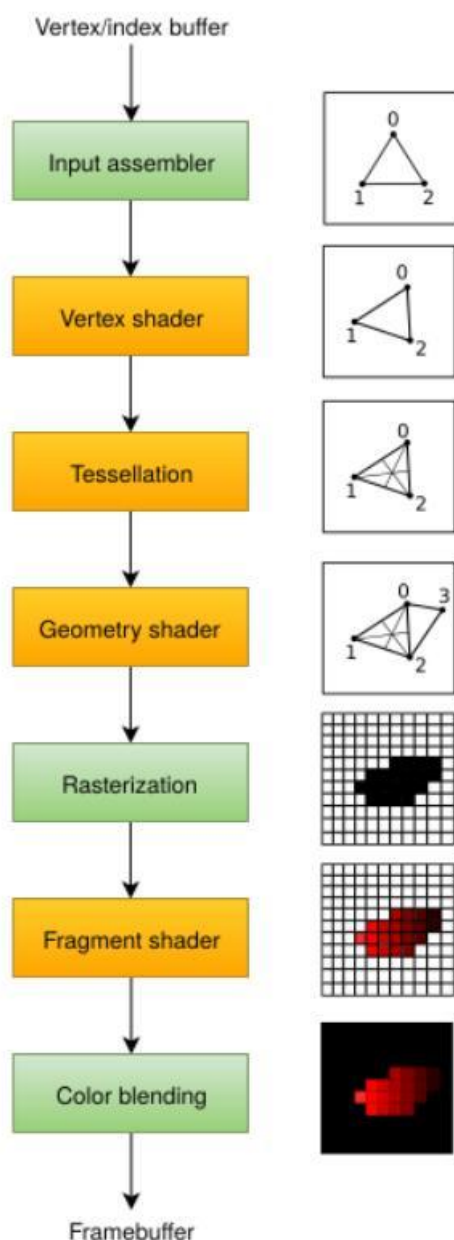 Vertex/index buffer
Input assembler
0
1
2
Vertex shader
0
1
2
Tessellation
0
1
2
Geometry shader
0
3
1
2
Rasterization
Fragment shader
Color blending
Framebuffer